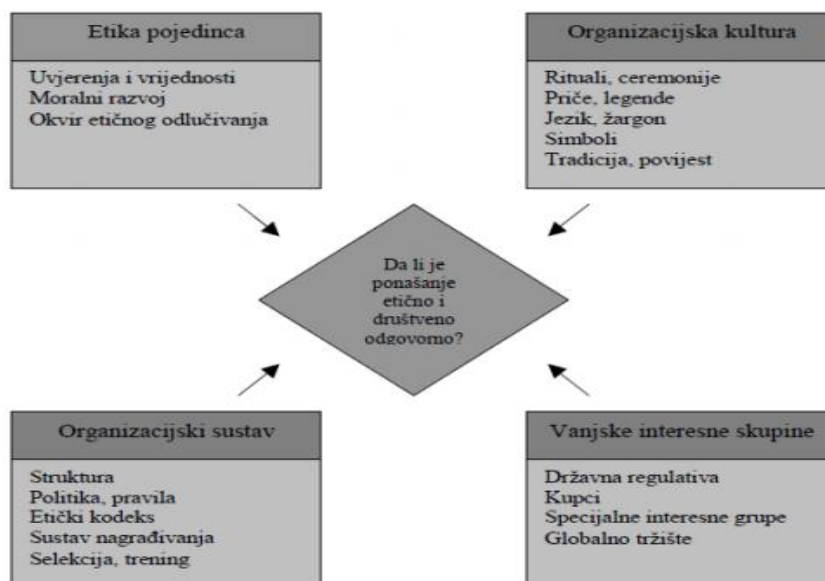 Etika pojedinca
Uvjerenja i vrijednosti
Moralni razvoj
Okvir etičnog odlučivanja
Organizacijska kultura
Rituali, ceremonije
Priče, legende
Jezik, žargon
Simboli
Tradicija, povijest
Da li je
ponašanje
etično i
društveno
odgovorno?
Organizacijski sustav
Struktura
Politika, pravila
Etički kodeks
Sustav nagrađivanja
Selekcija, trening
Vanjske interesne skupine
Državna regulativa
Kupci
Specijalne interesne grupe
Globalno tržište